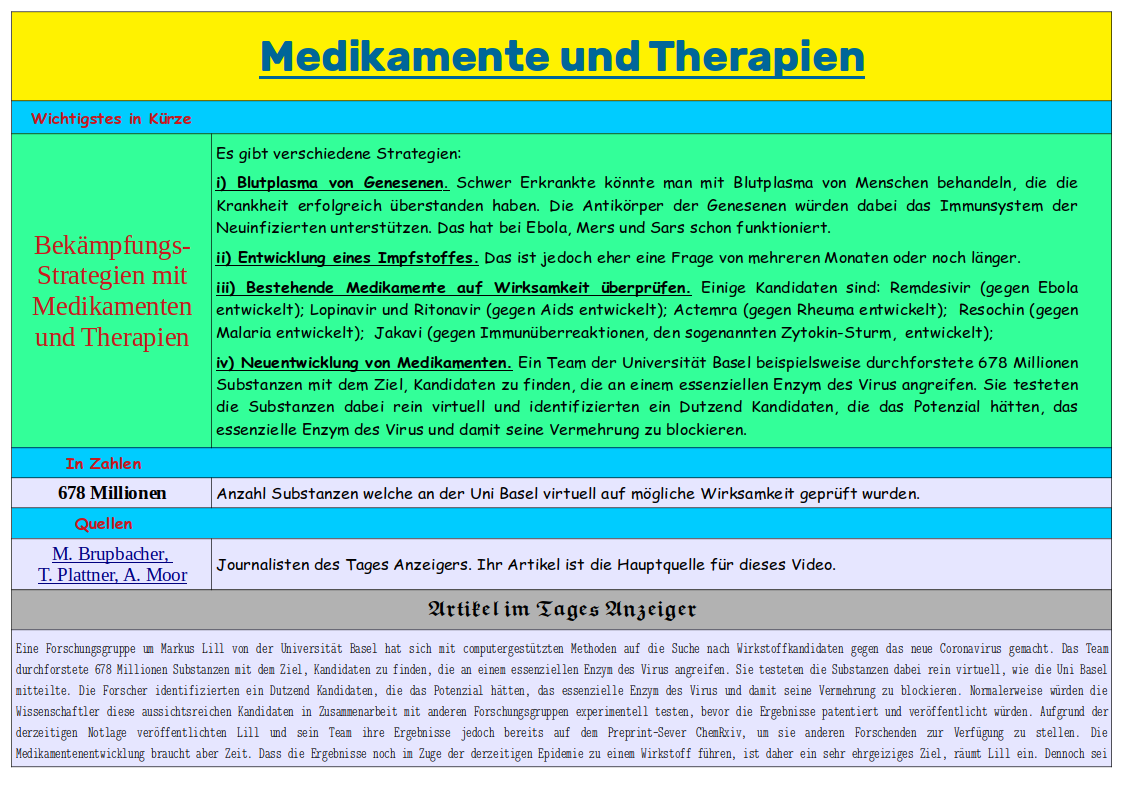 Medikamente und Therapien
Wichtigstes in Kürze
Bekämpfungs-
Strategien mit
Medikamenten
und Therapien
Es gibt verschiedene Strategien:
i) Blutplasma von Genesenen. Schwer Erkrankte könnte man mit Blutplasma von Menschen behandeln, die die
Krankheit erfolgreich überstanden haben. Die Antikörper der Genesenen würden dabei das Immunsystem der
Neuinfizierten unterstützen. Das hat bei Ebola, Mers und Sars schon funktioniert.
ii) Entwicklung eines Impfstoffes. Das ist jedoch eher eine Frage von mehreren Monaten oder noch länger.
iii) Bestehende Medikamente auf Wirksamkeit überprüfen. Einige Kandidaten sind: Remdesivir (gegen Ebola
entwickelt); Lopinavir und Ritonavir (gegen Aids entwickelt); Actemra (gegen Rheuma entwickelt); Resochin (gegen
Malaria entwickelt); Jakavi (gegen Immunüberreaktionen, den sogenannten Zytokin-Sturm, entwickelt);
iv) Neuentwicklung von Medikamenten. Ein Team der Universität Basel beispielsweise durchforstete 678 Millionen
Substanzen mit dem Ziel, Kandidaten zu finden, die an einem essenziellen Enzym des Virus angreifen. Sie testeten
die Substanzen dabei rein virtuell und identifizierten ein Dutzend Kandidaten, die das Potenzial hätten, das
essenzielle Enzym des Virus und damit seine Vermehrung zu blockieren.
In Zahlen
678 Millionen
Anzahl Substanzen welche an der Uni Basel virtuell auf mögliche Wirksamkeit geprüft wurden.
Quellen
M. Brupbacher,
T. Plattner, A. Moor
Journalisten des Tages Anzeigers. Ihr Artikel ist die Hauptquelle für dieses Video.
Artikel im Tages Anzeiger
Eine Forschungsgruppe um Markus Lill von der Universität Basel hat sich mit computergestützten Methoden auf die Suche nach Wirkstoffkandidaten gegen das neue Coronavirus gemacht. Das Team
durchforstete 678 Millionen Substanzen mit dem Ziel, Kandidaten zu finden, die an einem essenziellen Enzym des Virus angreifen. Sie testeten die Substanzen dabei rein virtuell, wie die Uni Basel
mitteilte. Die Forscher identifizierten ein Dutzend Kandidaten, die das Potenzial hätten, das essenzielle Enzym des Virus und damit seine Vermehrung zu blockieren. Normalerweise würden die
Wissenschaftler diese aussichtsreichen Kandidaten in Zusammenarbeit mit anderen Forschungsgruppen experimentell testen, bevor die Ergebnisse patentiert und veröffentlicht würden. Aufgrund der
derzeitigen Notlage veröffentlichten Lill und sein Team ihre Ergebnisse jedoch bereits auf dem Preprint-Sever ChemRxiv, um sie anderen Forschenden zur Verfügung zu stellen. Die
Medikamentenentwicklung braucht aber Zeit. Dass die Ergebnisse noch im Zuge der derzeitigen Epidemie zu einem Wirkstoff führen, ist daher ein sehr ehrgeiziges Ziel, räumt Lill ein. Dennoch sei